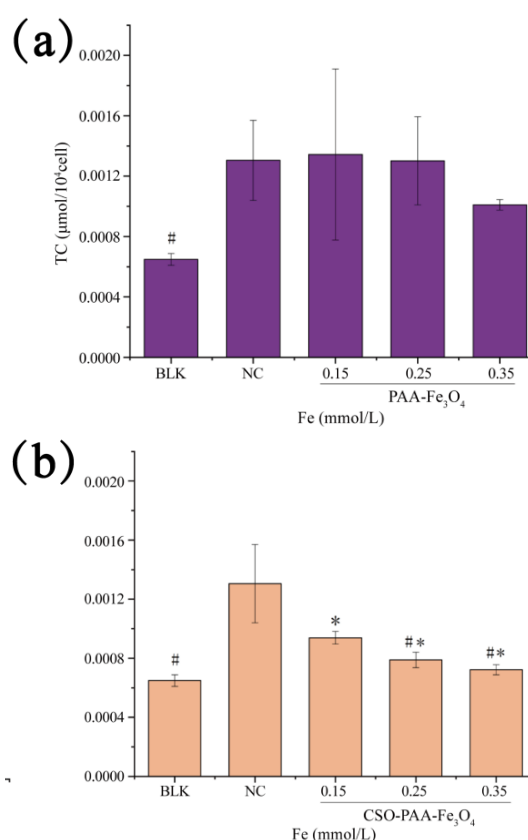 (a)
0.0020
0.0016
0.0012
0.0008
0.0004
0.0000
TC (μmol/10⁴cell)
#
BLK NC 0.15 0.25 0.35
PAA-Fe₃O₄
Fe (mmol/L)
(b)
0.0020
0.0016
0.0012
0.0008
0.0004
0.0000
#
*
#*
#*
BLK NC 0.15 0.25 0.35
CSO-PAA-Fe₃O₄
Fe (mmol/L)